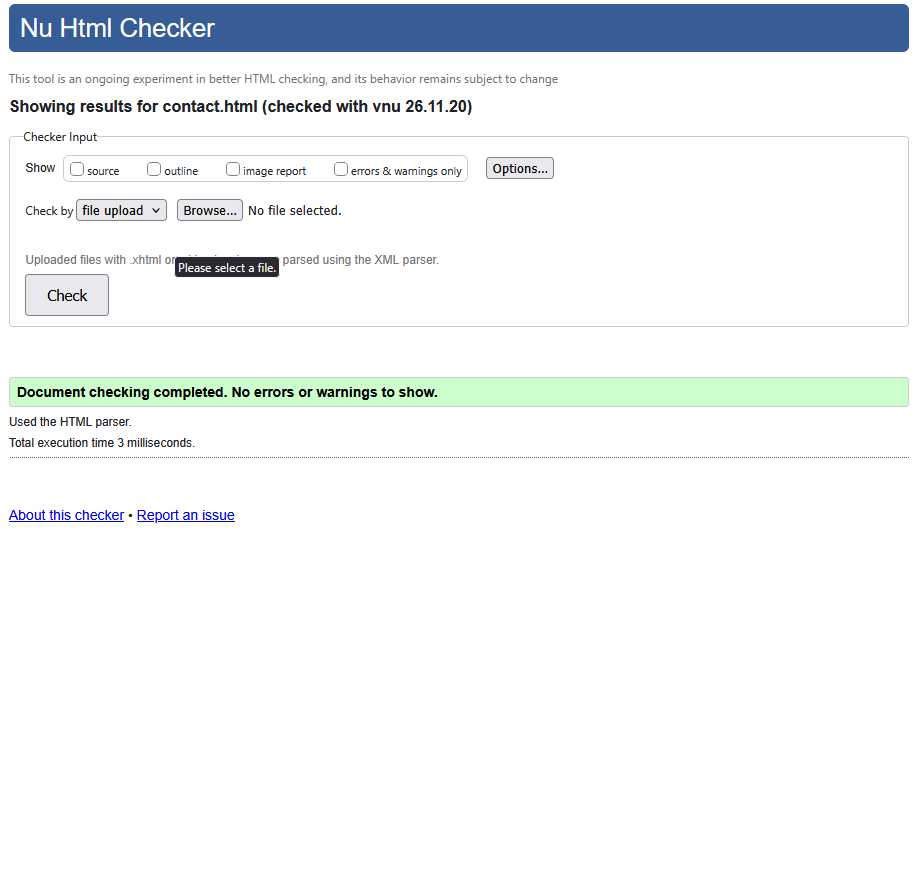 Nu Html Checker
This tool is an ongoing experiment in better HTML checking, and its behavior remains subject to change
Showing results for contact.html (checked with vnu 26.11.20)
Checker Input
Show source outline image report errors & warnings only Options...
Check by file upload Browse... No file selected.
Uploaded files with .xhtml or parsed using the XML parser.
Please select a file.
Check
Document checking completed. No errors or warnings to show.
Used the HTML parser.
Total execution time 3 milliseconds.
About this checker • Report an issue